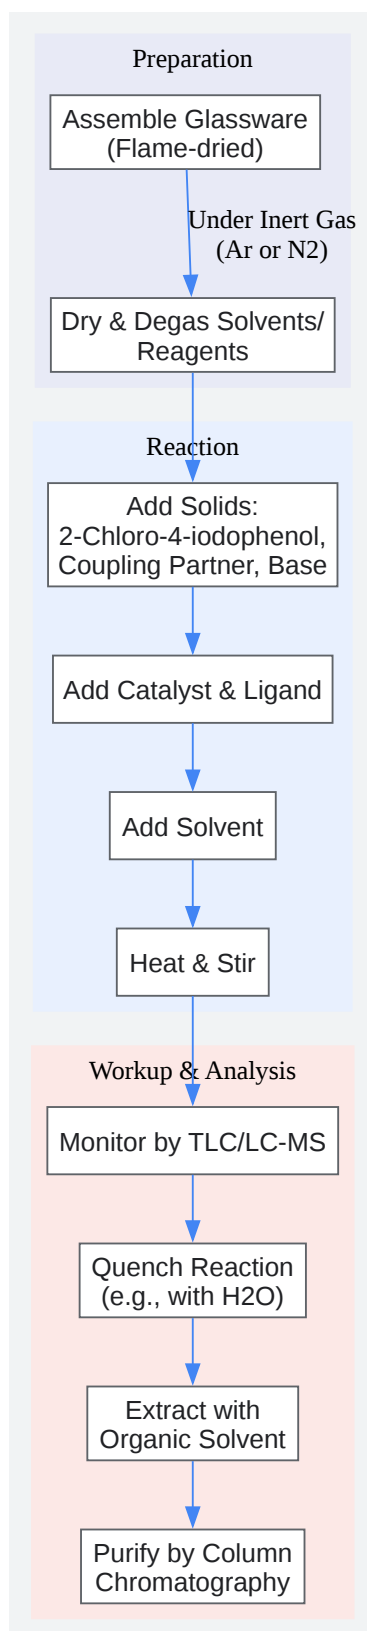 Preparation
Assemble Glassware
(Flame-dried)
Under Inert Gas
(Ar or N2)
Dry & Degas Solvents/
Reagents
Reaction
Add Solids:
2-Chloro-4-iodophenol,
Coupling Partner, Base
Add Catalyst & Ligand
Add Solvent
Heat & Stir
Workup & Analysis
Monitor by TLC/LC-MS
Quench Reaction
(e.g., with H2O)
Extract with
Organic Solvent
Purify by Column
Chromatography